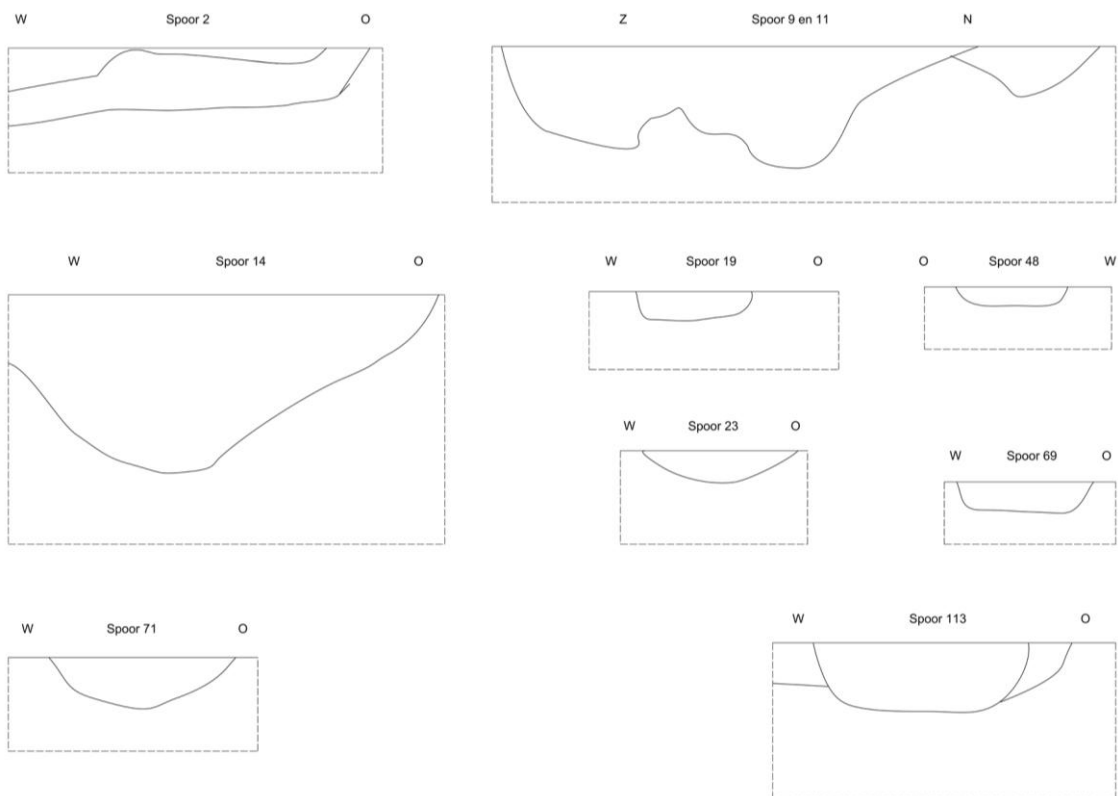 W Spoor 2 O
Z Spoor 9 en 11 N
W Spoor 14 O
W Spoor 19 O
O Spoor 48 W
W Spoor 23 O
W Spoor 69 O
W Spoor 71 O
W Spoor 113 O